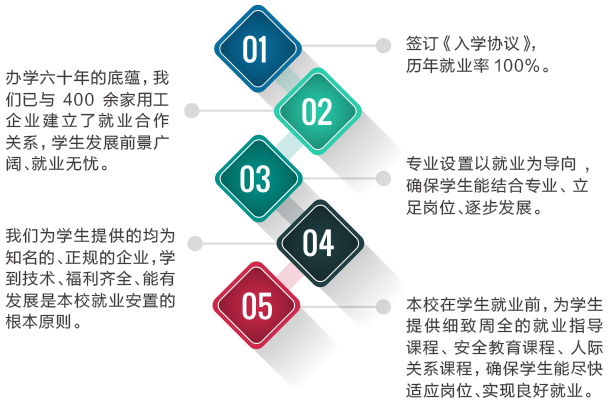 01
签订《入学协议》,
历年就业率 100%。
02
办学六十年的底蕴，我
们已与 400 余家用工
企业建立了就业合作
关系，学生发展前景广
阔、就业无忧。
03
专业设置以就业为导向 ，
确保学生能结合专业、立
足岗位、逐步发展。
04
我们为学生提供的均为
知名的、正规的企业，学
到技术、福利齐全、能有
发展是本校就业安置的
根本原则。
05
本校在学生就业前，为学生
提供细致周全的就业指导
课程、安全教育课程、人际
关系课程，确保学生能尽快
适应岗位、实现良好就业。